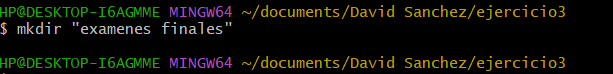 HP@DESKTOP-I6AGMME MINGW64 ~/documents/David Sanchez/ejercicio3
$ mkdir "examenes finales"
HP@DESKTOP-I6AGMME MINGW64 ~/documents/David Sanchez/ejercicio3